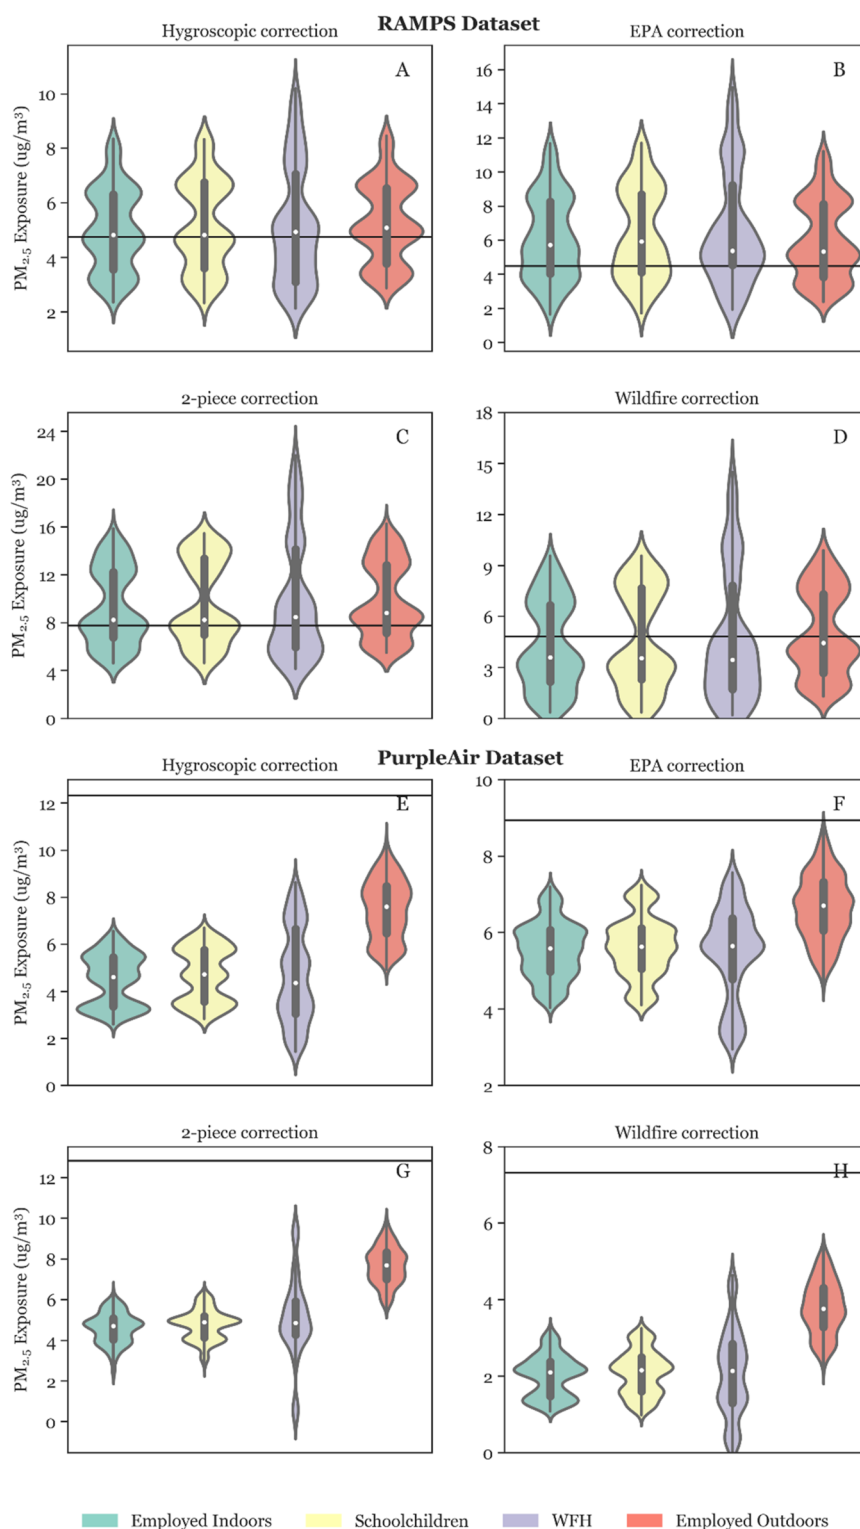 RAMPS Dataset
Hygroscopic correction
EPA correction
A
B
PM2.5 Exposure (ug/m³)
10
8
6
4
2
16
14
12
10
8
6
4
2
0
2-piece correction
Wildfire correction
C
D
PM2.5 Exposure (ug/m³)
24
20
16
12
8
4
0
18
15
12
9
6
3
0
PurpleAir Dataset
Hygroscopic correction
EPA correction
E
F
PM2.5 Exposure (ug/m³)
12
10
8
6
4
2
0
10
8
6
4
2
2-piece correction
Wildfire correction
G
H
PM2.5 Exposure (ug/m³)
12
10
8
6
4
2
0
8
6
4
2
0
Employed Indoors
Schoolchildren
WFH
Employed Outdoors